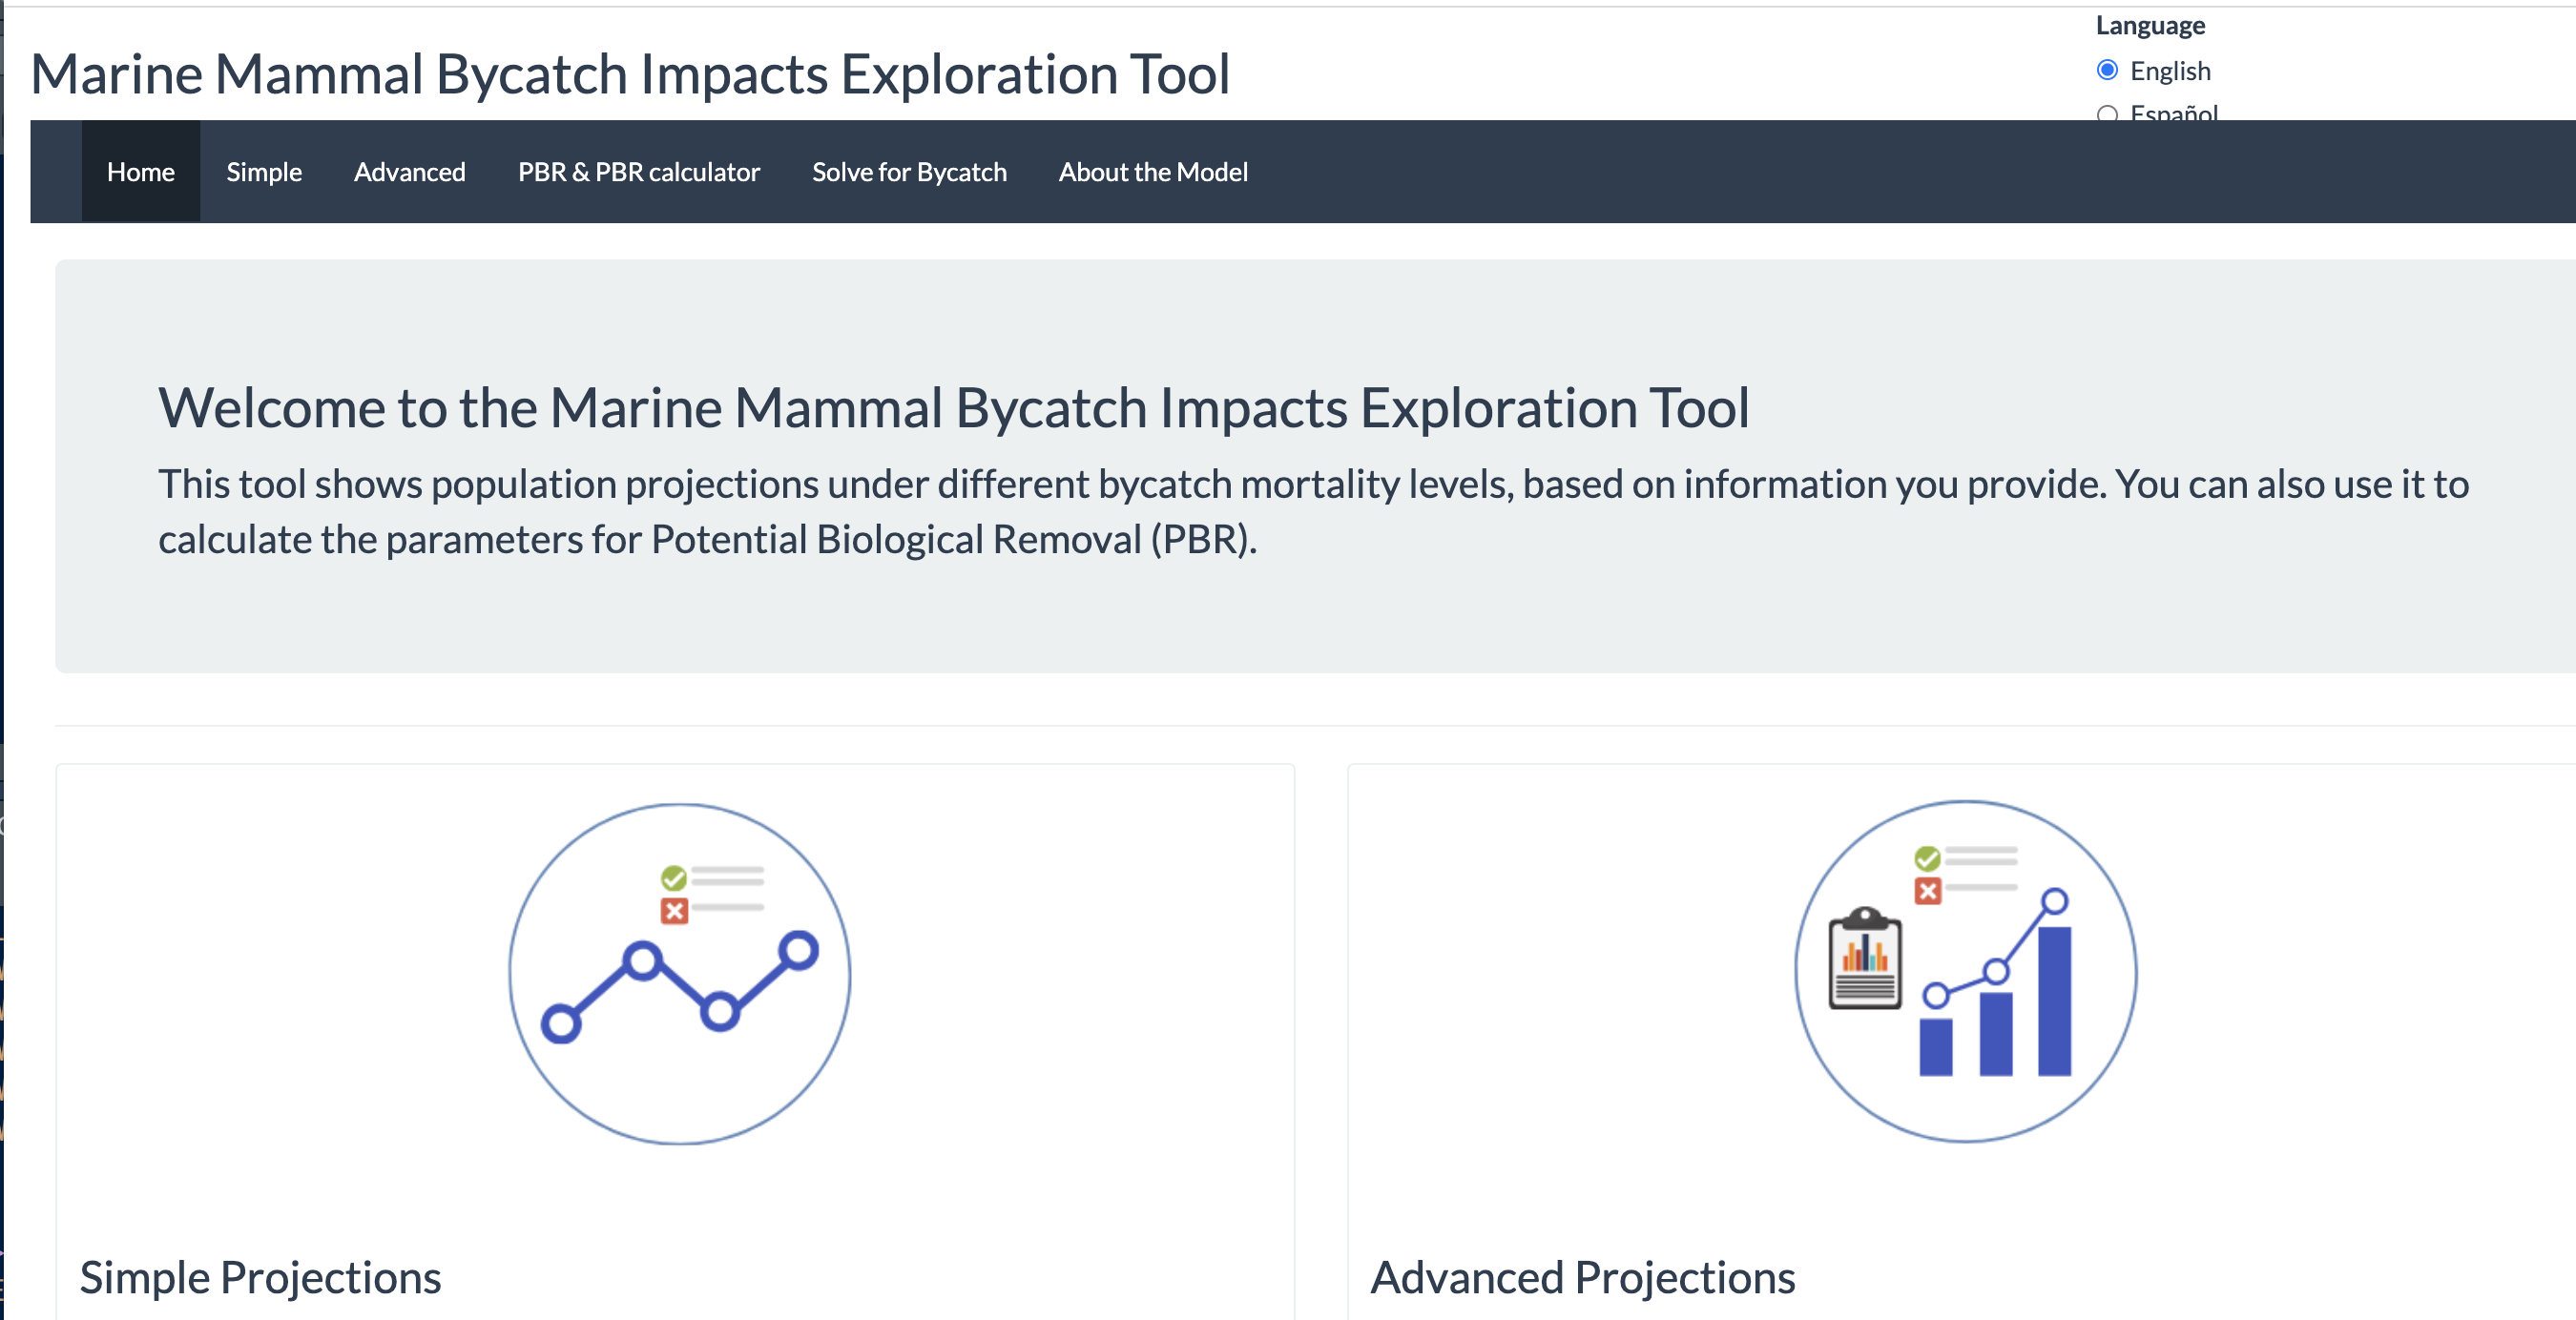 Marine Mammal Bycatch Impacts Exploration Tool
Language
English
Español
Home Simple Advanced PBR & PBR calculator Solve for Bycatch About the Model
Welcome to the Marine Mammal Bycatch Impacts Exploration Tool
This tool shows population projections under different bycatch mortality levels, based on information you provide. You can also use it to
calculate the parameters for Potential Biological Removal (PBR).
Simple Projections
Advanced Projections